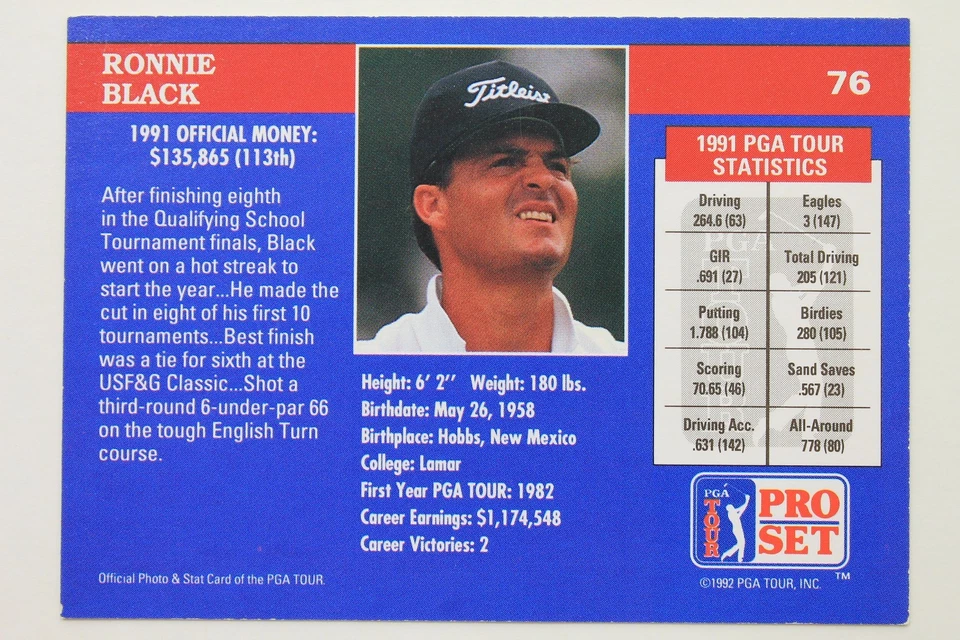 RONNIE
BLACK
76
1991 OFFICIAL MONEY:
$135,865 (113th)
After finishing eighth
in the Qualifying School
Tournament finals, Black
went on a hot streak to
start the year...He made the
cut in eight of his first 10
tournaments...Best finish
was a tie for sixth at the
USF&G Classic...Shot a
third-round 6-under-par 66
on the tough English Turn
course.
Official Photo & Stat Card of the PGA TOUR.
Titleist
Height: 6' 2'' Weight: 180 lbs.
Birthdate: May 26, 1958
Birthplace: Hobbs, New Mexico
College: Lamar
First Year PGA TOUR: 1982
Career Earnings: $1,174,548
Career Victories: 2
1991 PGA TOUR
STATISTICS
Driving
264.6 (63)
Eagles
3 (147)
GIR
.691 (27)
Total Driving
205 (121)
Putting
1.788 (104)
Birdies
280 (105)
Scoring
70.65 (46)
Sand Saves
.567 (23)
Driving Acc.
.631 (142)
All-Around
778 (80)
PGA
TOUR
PGA
TOUR
PRO
SET
TM
©1992 PGA TOUR, INC.